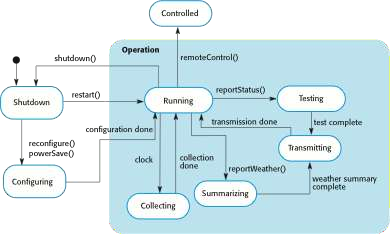 Controlled
shutdown()
Operation
remoteControl()
Shutdown
restart()
Running
reportStatus()
Testing
configuration done
transmission done
test complete
reconfigure()
powerSave()
Transmitting
Configuring
clock
collection
done
reportWeather()
weather summary
complete
Collecting
Summarizing